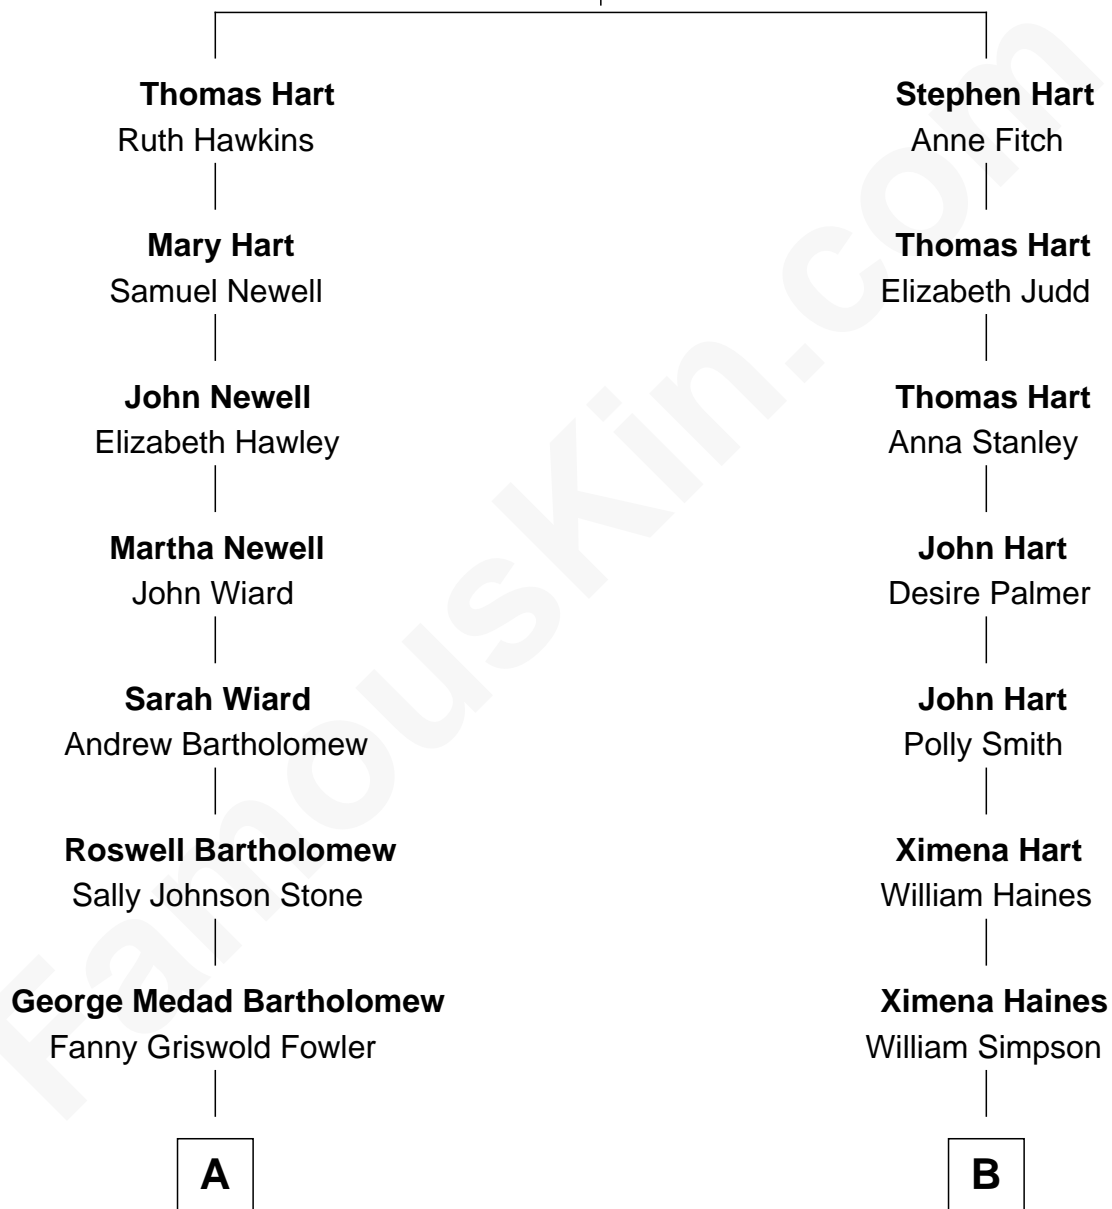 Thomas Hart
Ruth Hawkins
Mary Hart
Samuel Newell
John Newell
Elizabeth Hawley
Martha Newell
John Wiard
Sarah Wiard
Andrew Bartholomew
Roswell Bartholomew
Sally Johnson Stone
George Medad Bartholomew
Fanny Griswold Fowler
A
Stephen Hart
Anne Fitch
Thomas Hart
Elizabeth Judd
Thomas Hart
Anna Stanley
John Hart
Desire Palmer
John Hart
Polly Smith
Ximena Hart
William Haines
Ximena Haines
William Simpson
B
FamousKin.com